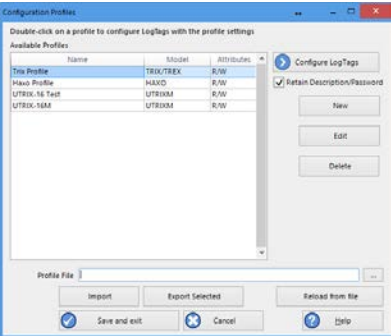 Configuration Profiles
Double-click on a profile to configure LogTags with the profile settings
Available Profiles
Name Model Attributes
Trix Profile TRIX/TREX R/W
Haxo Profile HAXO R/W
UTRIX-16 Test UTRIXM R/W
UTRIX-16M UTRIXM R/W
Configure LogTags
Retain Description/Password
New
Edit
Delete
Profile File
...
Import Export Selected Reload from file
Save and exit Cancel Help